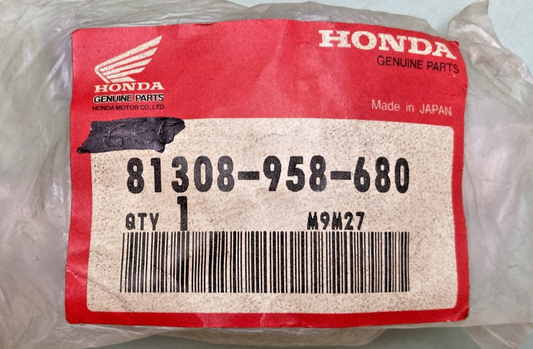 HONDA
GENUINE PARTS
HONDA MOTOR CO.,LTD.
HONDA
GENUINE PARTS
Made in JAPAN
81308-958-680
QTY 1 M9M27